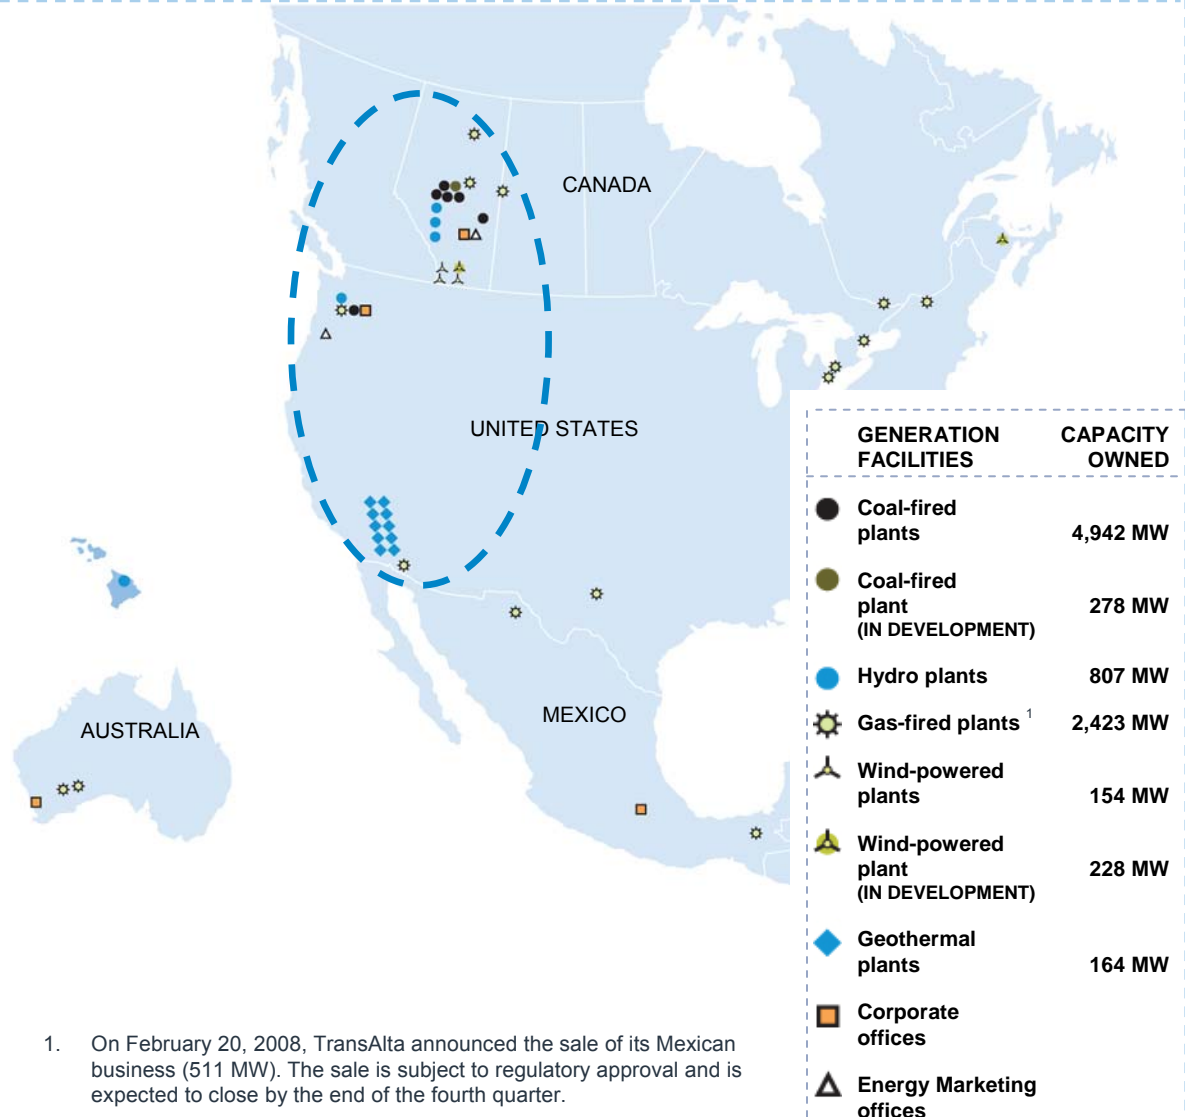 CANADA
UNITED STATES
MEXICO
AUSTRALIA
GENERATION CAPACITY
FACILITIES OWNED
Coal-fired
plants 4,942 MW
Coal-fired
plant 278 MW
(IN DEVELOPMENT)
Hydro plants 807 MW
Gas-fired plants 1 2,423 MW
Wind-powered
plants 154 MW
Wind-powered
plant 228 MW
(IN DEVELOPMENT)
Geothermal
plants 164 MW
Corporate
offices
Energy Marketing
offices
1. On February 20, 2008, TransAlta announced the sale of its Mexican
business (511 MW). The sale is subject to regulatory approval and is
expected to close by the end of the fourth quarter.